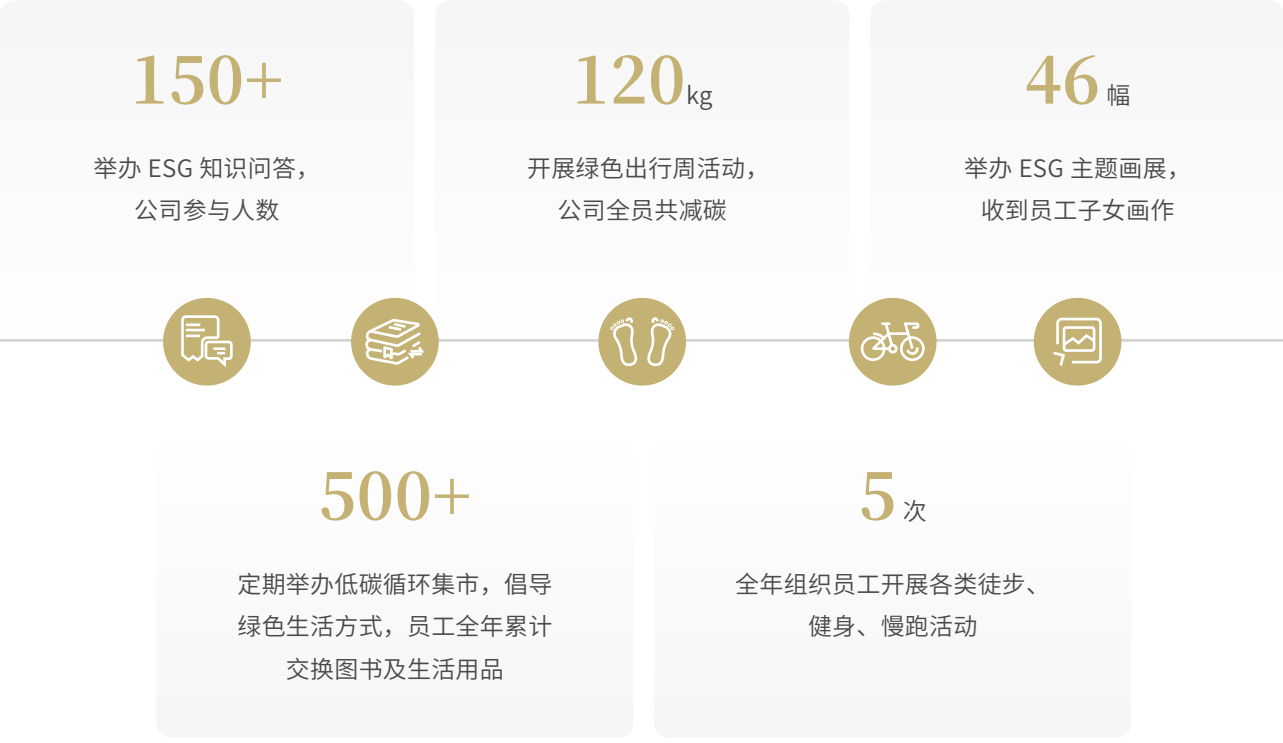 150+
举办 ESG 知识问答，
公司参与人数
120kg
开展绿色出行周活动，
公司全员共减碳
46 幅
举办 ESG 主题画展，
收到员工子女画作
500+
定期举办低碳循环集市，倡导
绿色生活方式，员工全年累计
交换图书及生活用品
5 次
全年组织员工开展各类徒步、
健身、慢跑活动